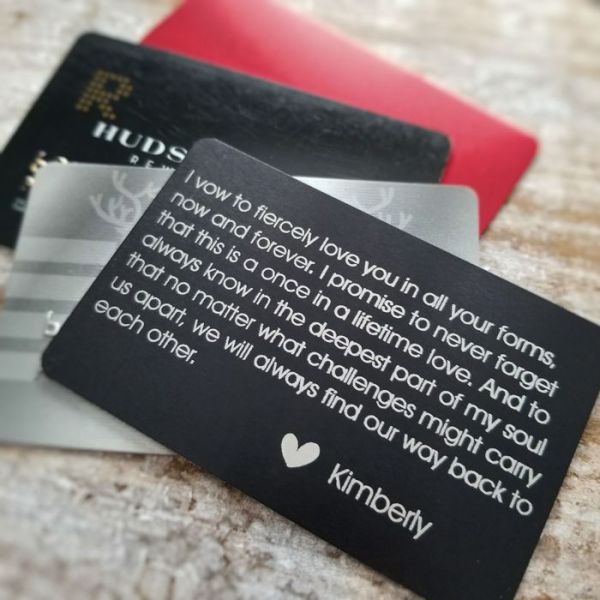 R
HUDS
I vow to fiercely love you in all your forms,
now and forever. I promise to never forget
that this is a once in a lifetime love. And to
always know in the deepest part of my soul
that no matter what challenges might carry
us apart, we will always find our way back to
each other.
Kimberly